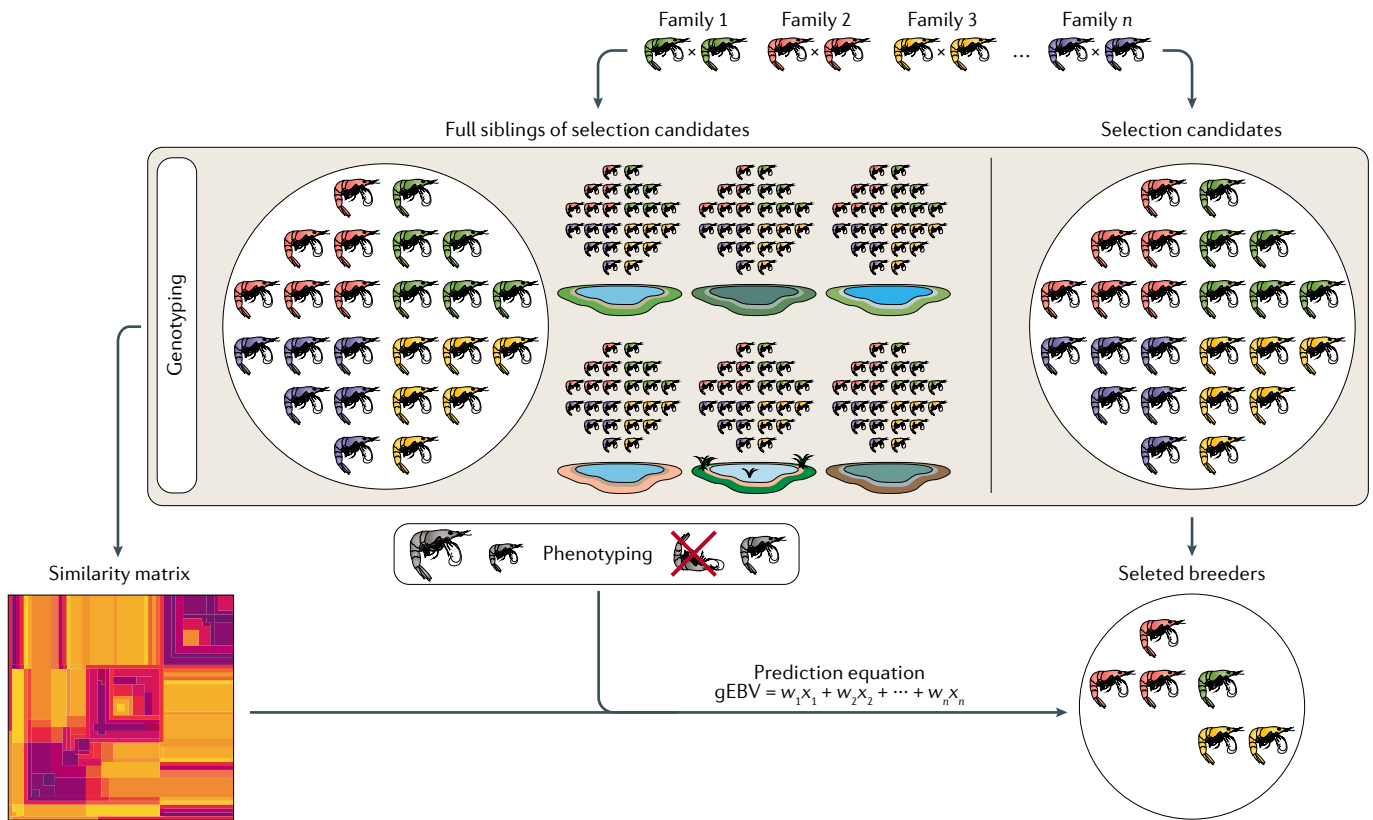 Family 1
Family 2
Family 3
Family n
...
Full siblings of selection candidates
Selection candidates
Genotyping
Phenotyping
Similarity matrix
Seleted breeders
Prediction equation
gEBV = w₁x₁ + w₂x₂ + ··· + wₙxₙ